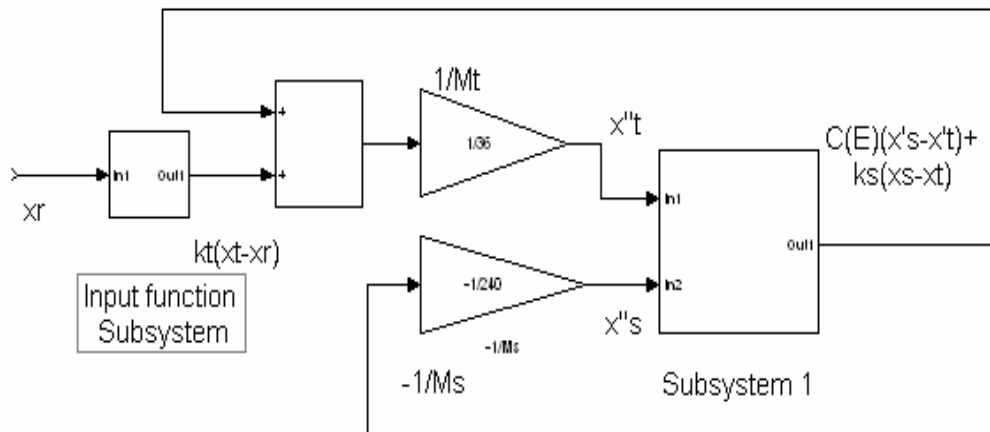 1/Mt
+
1/36
x"t
C(E)(x's-x't)+
ks(xs-xt)
In1
Out1
+
In1
xr
Out1
kt(xt-xr)
Input function
Subsystem
-1/240
In2
x"s
-1/Ms
-1/Ms
Subsystem 1